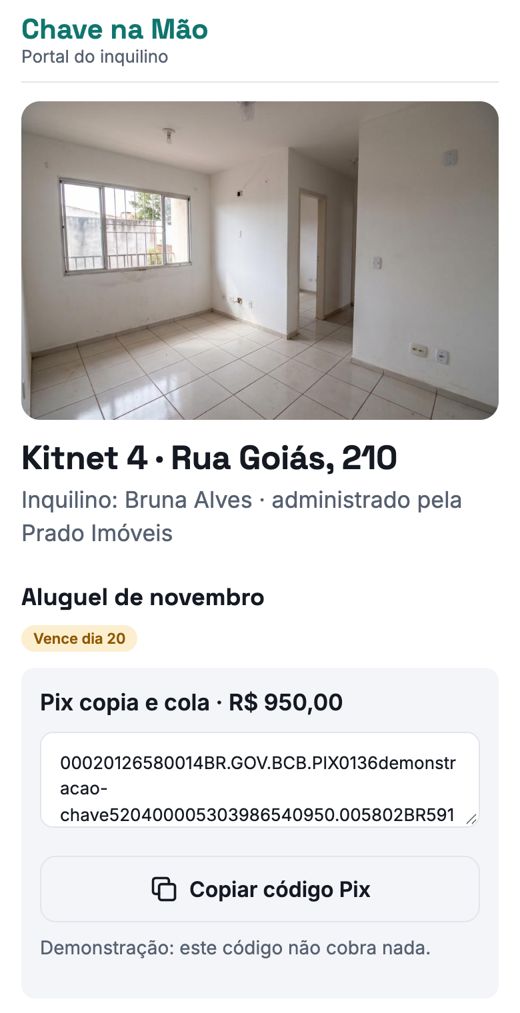 Chave na Mão
Portal do inquilino
Kitnet 4 · Rua Goiás, 210
Inquilino: Bruna Alves · administrado pela
Prado Imóveis
Aluguel de novembro
Vence dia 20
Pix copia e cola · R$ 950,00
00020126580014BR.GOV.BCB.PIX0136demonstr
acao-
chave5204000005303986540950.005802BR591
Copiar código Pix
Demonstração: este código não cobra nada.